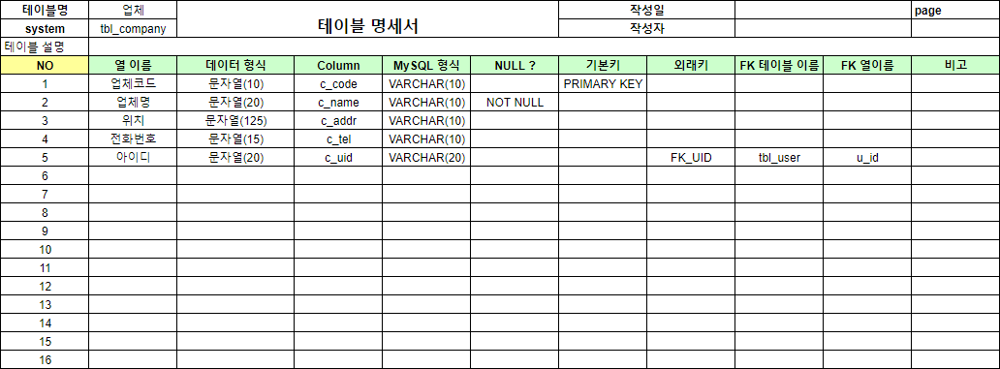 테이블명 업체 테이블 명세서 작성일 page
system tbl_company 작성자
테이블 설명
NO 열 이름 데이터 형식 Column MySQL 형식 NULL ? 기본키 외래키 FK 테이블 이름 FK 열이름 비고
1 업체코드 문자열(10) c_code VARCHAR(10) PRIMARY KEY
2 업체명 문자열(20) c_name VARCHAR(10) NOT NULL
3 위치 문자열(125) c_addr VARCHAR(10)
4 전화번호 문자열(15) c_tel VARCHAR(10)
5 아이디 문자열(20) c_uid VARCHAR(20) FK_UID tbl_user u_id
6
7
8
9
10
11
12
13
14
15
16